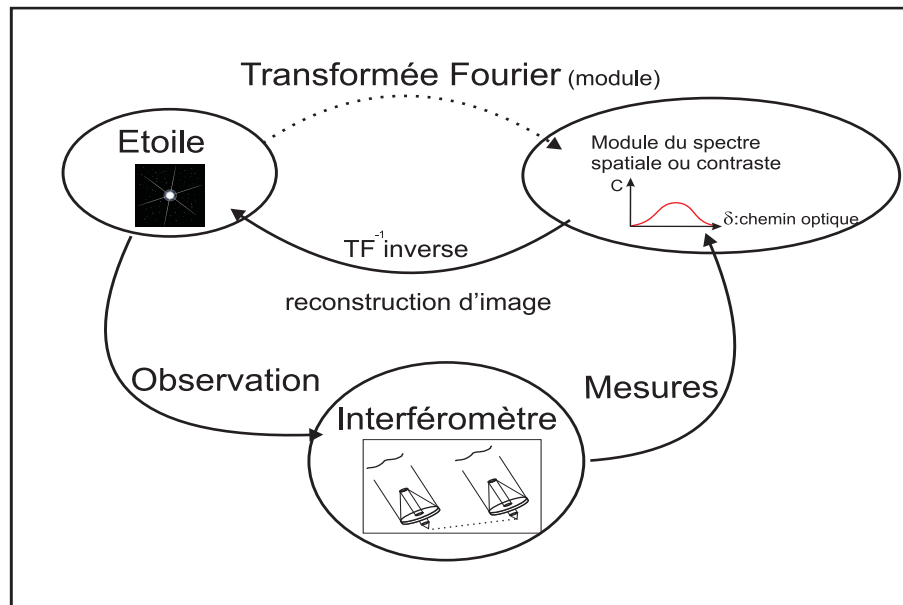 Transformée Fourier (module)
Etoile
Module du spectre
spatiale ou contraste
C
δ:chemin optique
TF⁻¹ inverse
reconstruction d'image
Observation
Mesures
Interféromètre